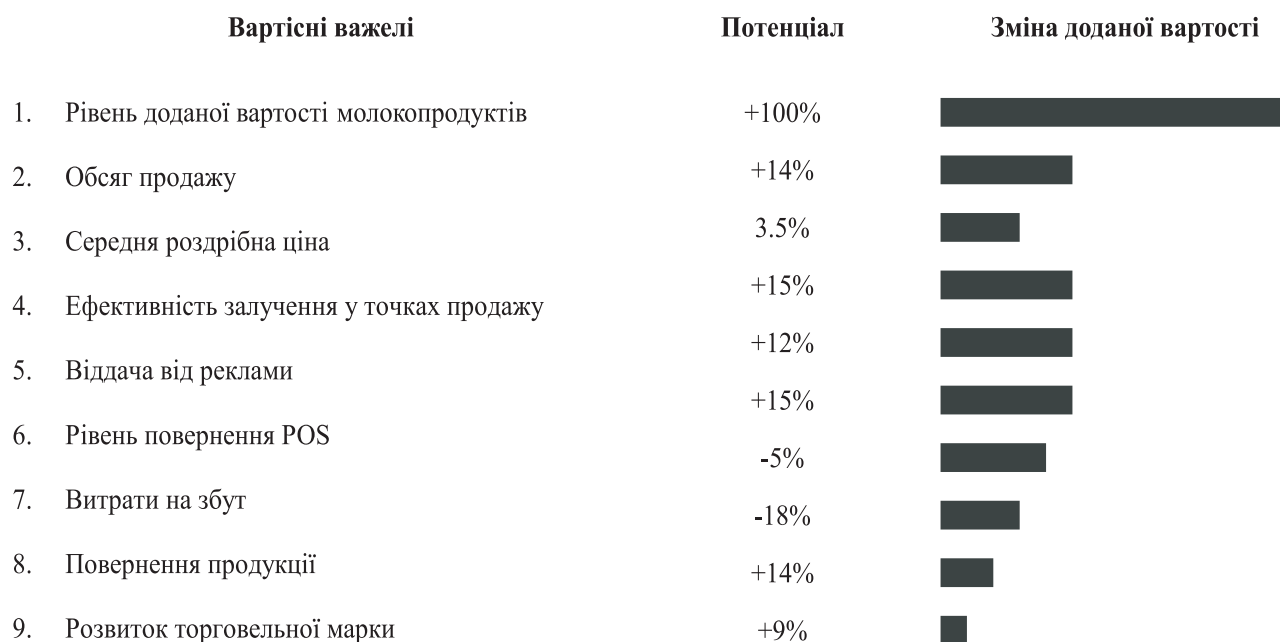 Вартісні важелі Потенціал Зміна доданої вартості
1. Рівень доданої вартості молокопродуктів +100%
2. Обсяг продажу +14%
3. Середня роздрібна ціна 3.5%
4. Ефективність залучення у точках продажу +15%
+12%
5. Віддача від реклами
+15%
6. Рівень повернення POS
-5%
7. Витрати на збут
-18%
8. Повернення продукції +14%
9. Розвиток торговельної марки +9%